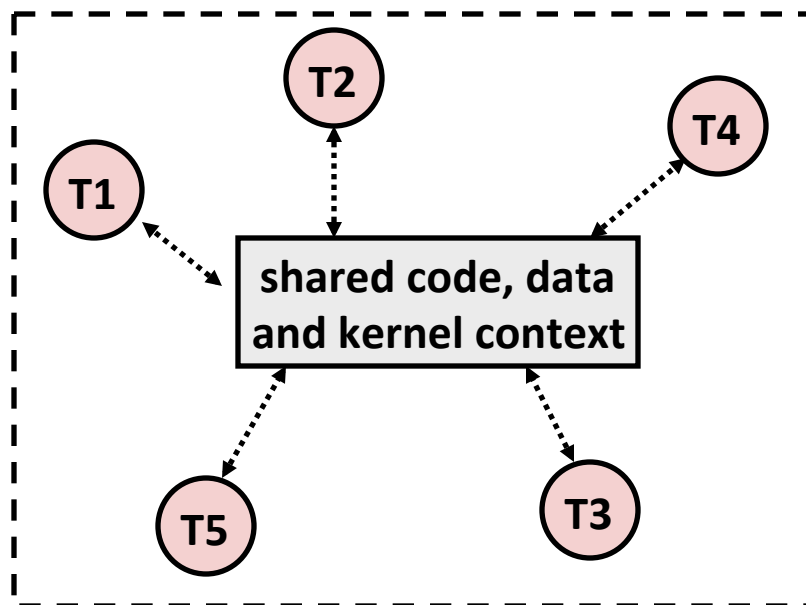 T2
T4
T1
shared code, data
and kernel context
T5
T3